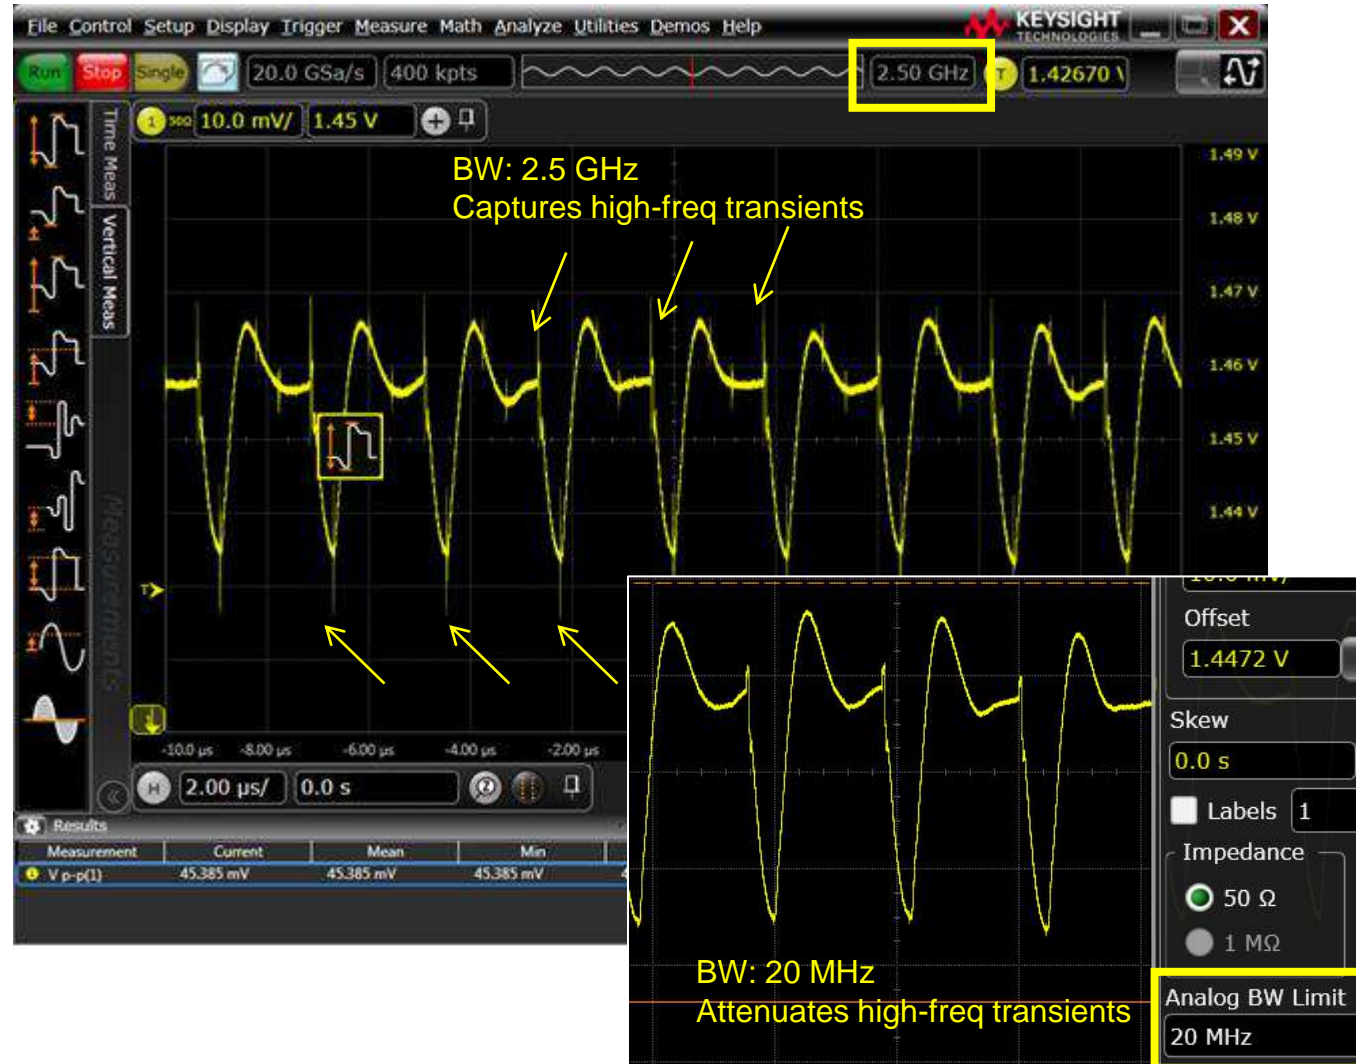 File Control Setup Display Trigger Measure Math Analyze Utilities Demos Help
KEYSIGHT
TECHNOLOGIES
Run Stop Single 20.0 GSa/s 400 kpts 2.50 GHz T 1.42670 V
1 50Ω 10.0 mV/ 1.45 V
Time Meas
Vertical Meas
Measurements
BW: 2.5 GHz
Captures high-freq transients
1.49 V
1.48 V
1.47 V
1.46 V
1.45 V
1.44 V
T
-10.0 µs -8.00 µs -6.00 µs -4.00 µs -2.00 µs
H 2.00 µs/ 0.0 s
Results
Measurement Current Mean Min
V p-p(1) 45.385 mV 45.385 mV 45.385 mV 4
10.0 mV/
Offset
1.4472 V
Skew
0.0 s
Labels 1
Impedance
50 Ω
1 MΩ
Analog BW Limit
20 MHz
BW: 20 MHz
Attenuates high-freq transients